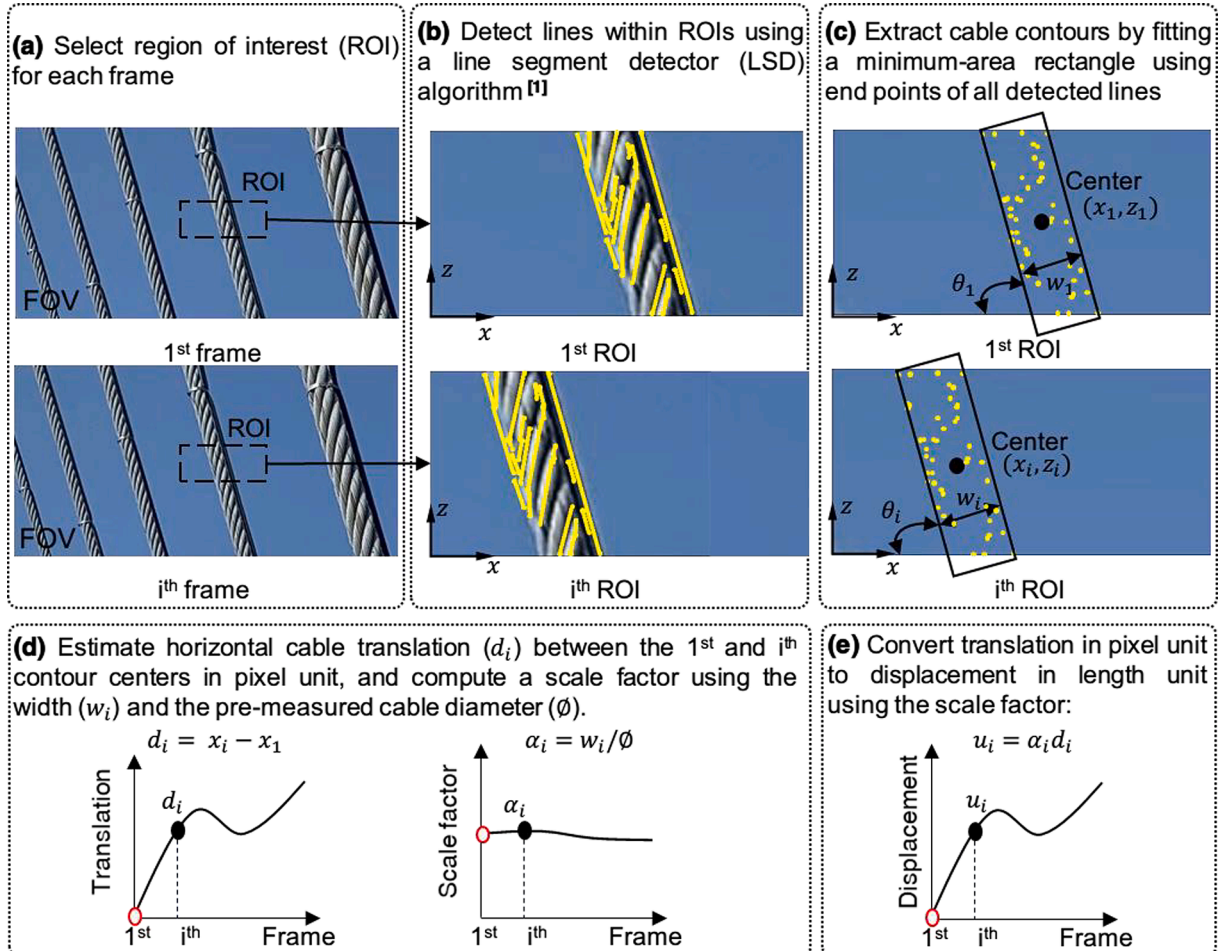 (a) Select region of interest (ROI)
for each frame
ROI
FOV
1st frame
ROI
FOV
ith frame
(b) Detect lines within ROIs using
a line segment detector (LSD)
algorithm[1]
z
x
1st ROI
z
x
ith ROI
(c) Extract cable contours by fitting
a minimum-area rectangle using
end points of all detected lines
Center
(x₁, z₁)
z
θ₁
w₁
x
1st ROI
Center
(xᵢ, zᵢ)
z
θᵢ
wᵢ
x
ith ROI
(d) Estimate horizontal cable translation (dᵢ) between the 1st and ith
contour centers in pixel unit, and compute a scale factor using the
width (wᵢ) and the pre-measured cable diameter (∅).
dᵢ = xᵢ − x₁
Translation
dᵢ
1st
ith
Frame
αᵢ = wᵢ/∅
Scale factor
αᵢ
1st
ith
Frame
(e) Convert translation in pixel unit
to displacement in length unit
using the scale factor:
uᵢ = αᵢdᵢ
Displacement
uᵢ
1st
ith
Frame